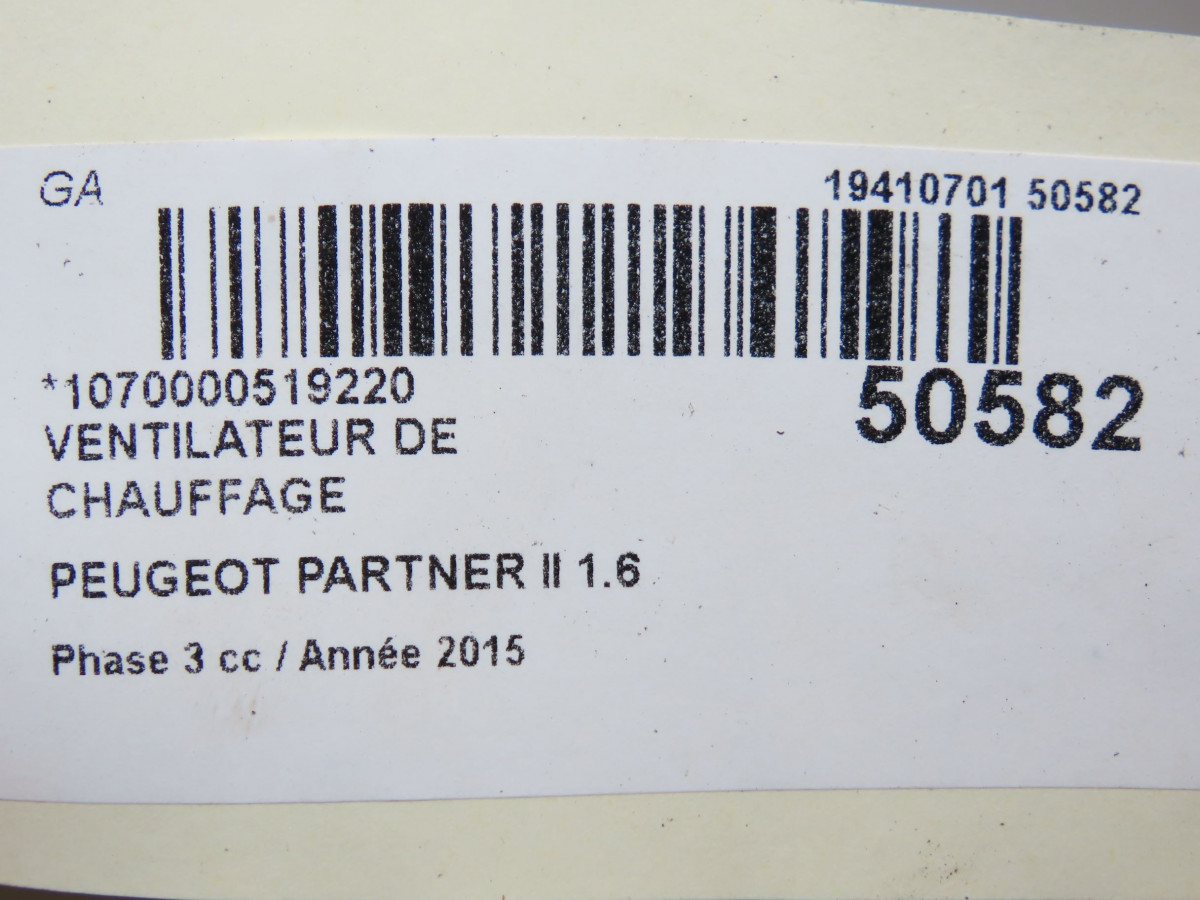 GA
19410701 50582
*1070000519220
50582
VENTILATEUR DE
CHAUFFAGE
PEUGEOT PARTNER II 1.6
Phase 3 cc / Année 2015